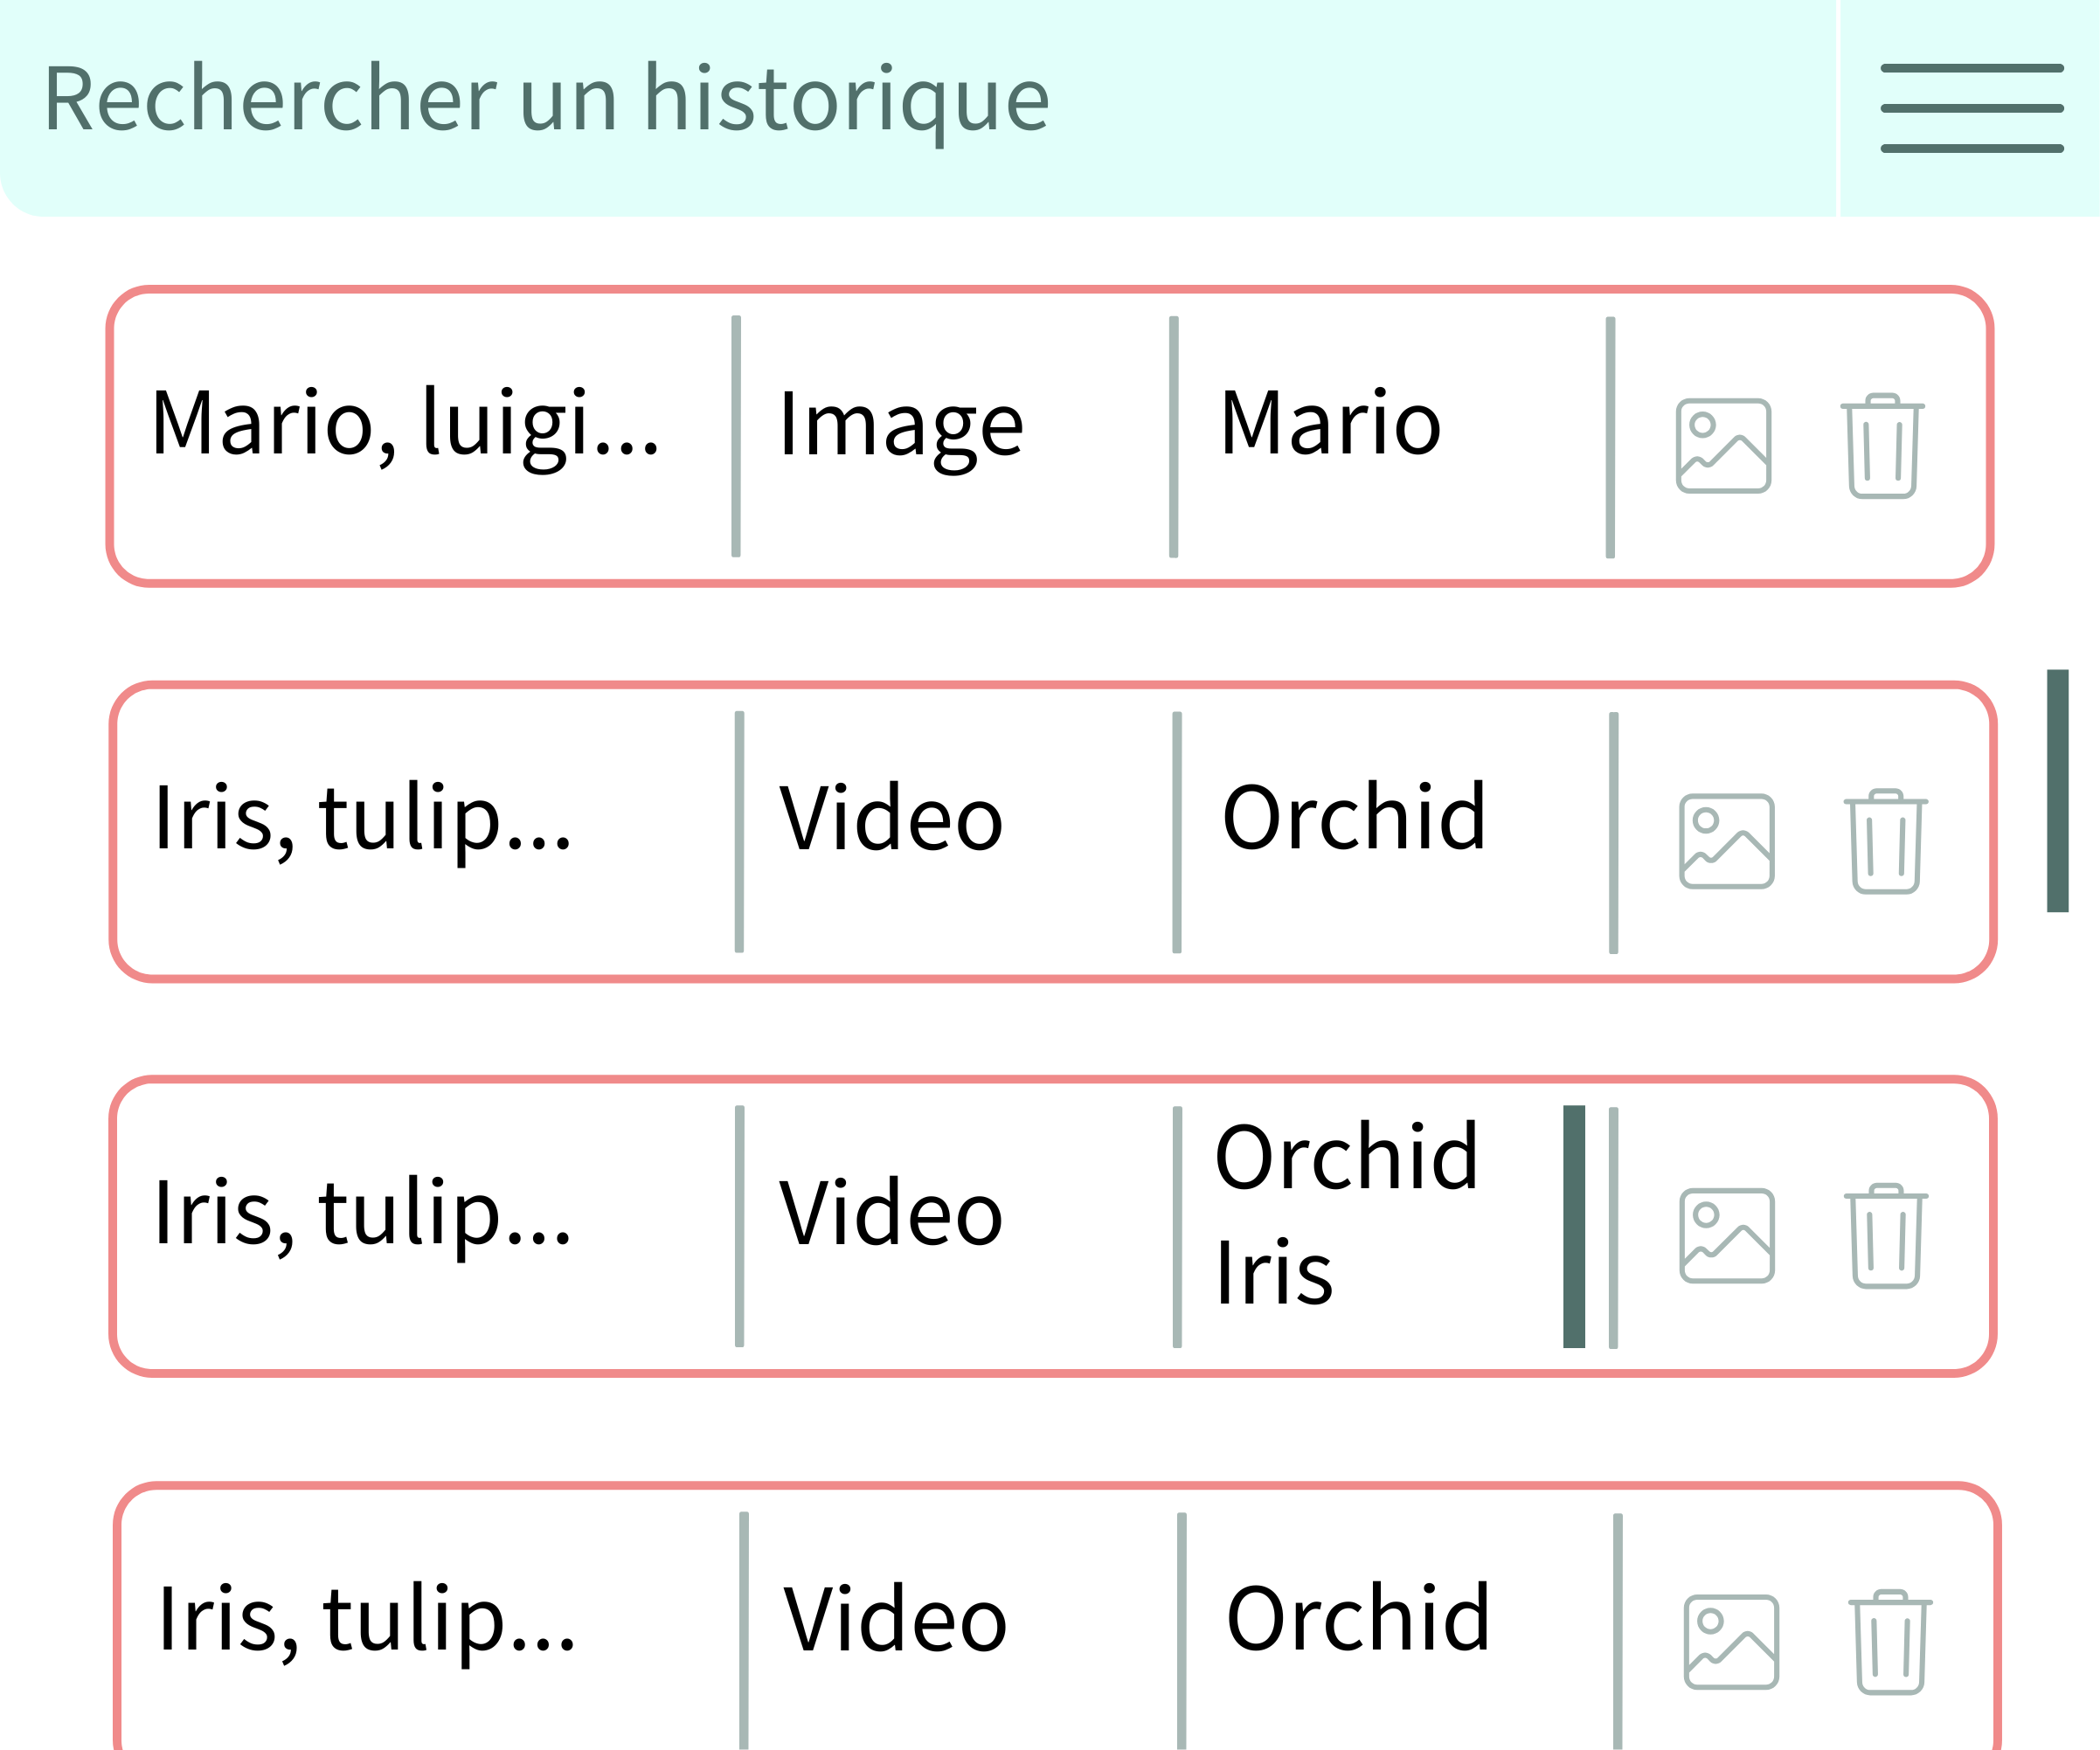 Rechercher un historique
Mario, luigi...
Image
Mario
Iris, tulip...
Video
Orchid
Iris, tulip...
Video
Orchid
Iris
Iris, tulip...
Video
Orchid